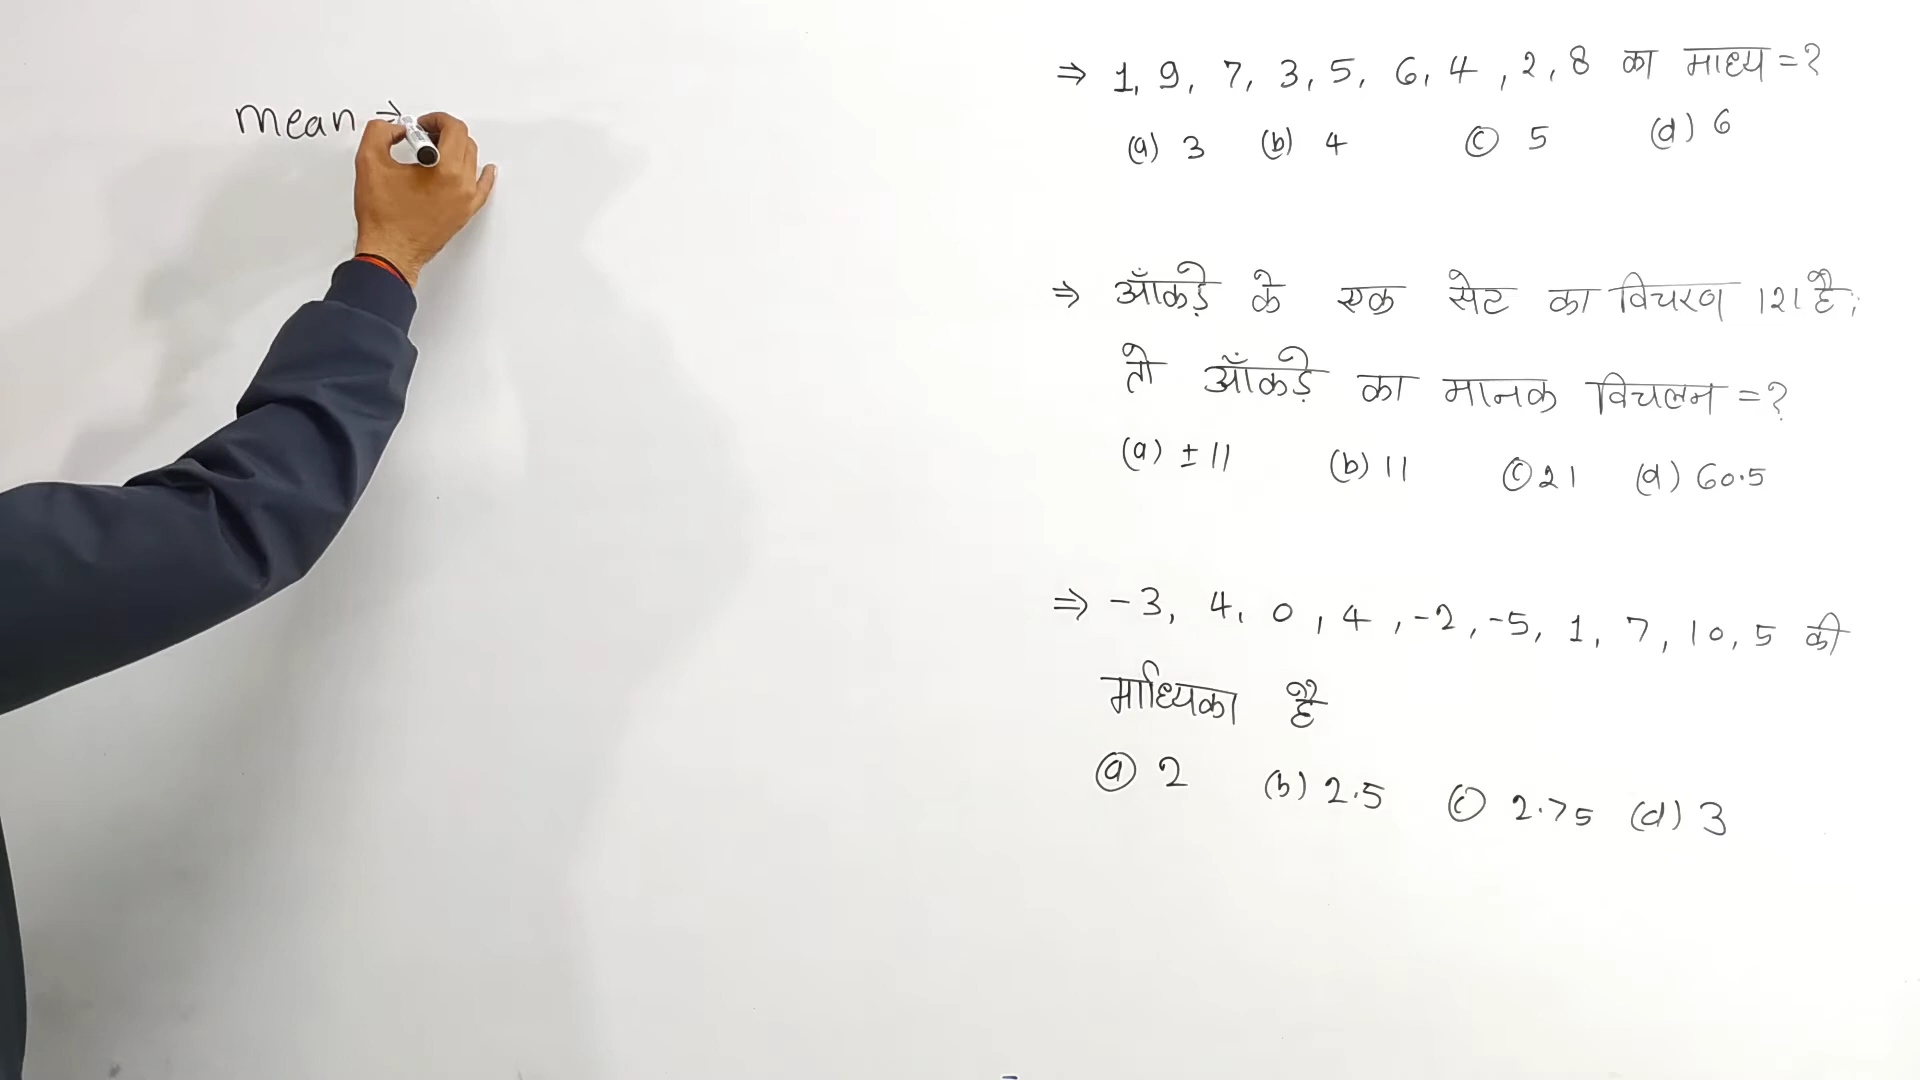 mean →
⇒ 1, 9, 7, 3, 5, 6, 4, 2, 8 का माध्य = ?
(a) 3 (b) 4 (c) 5 (d) 6
⇒ आँकड़े के एक सेट का विचरण 121 है,
तो आँकड़े का मानक विचलन = ?
(a) ±11 (b) 11 (c) 21 (d) 60.5
⇒ -3, 4, 0, 4, -2, -5, 1, 7, 10, 5 की
माध्यिका है
(a) 2 (b) 2.5 (c) 2.75 (d) 3